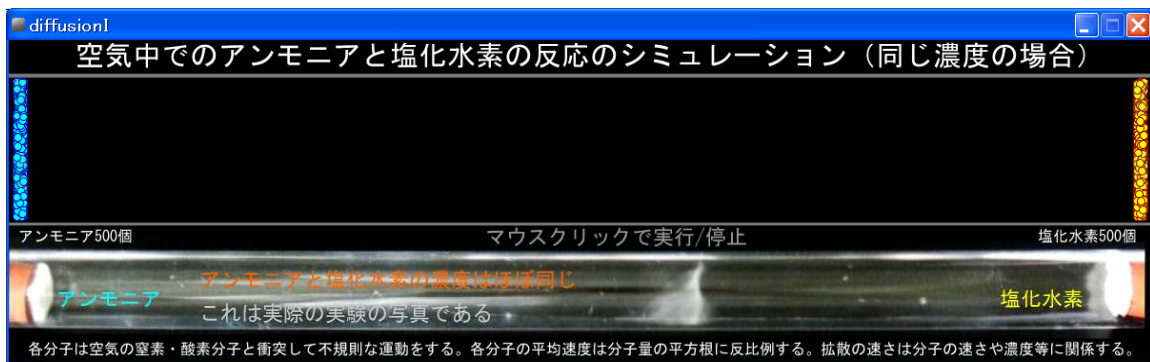 diffusionI
空気中でのアンモニアと塩化水素の反応のシミュレーション（同じ濃度の場合）
アンモニア500個
マウスクリックで実行/停止
塩化水素500個
アンモニアと塩化水素の濃度はほぼ同じ
アンモニア
塩化水素
これは実際の実験の写真である
各分子は空気の窒素・酸素分子と衝突して不規則な運動をする。各分子の平均速度は分子量の平方根に反比例する。拡散の速さは分子の速さや濃度等に関係する。